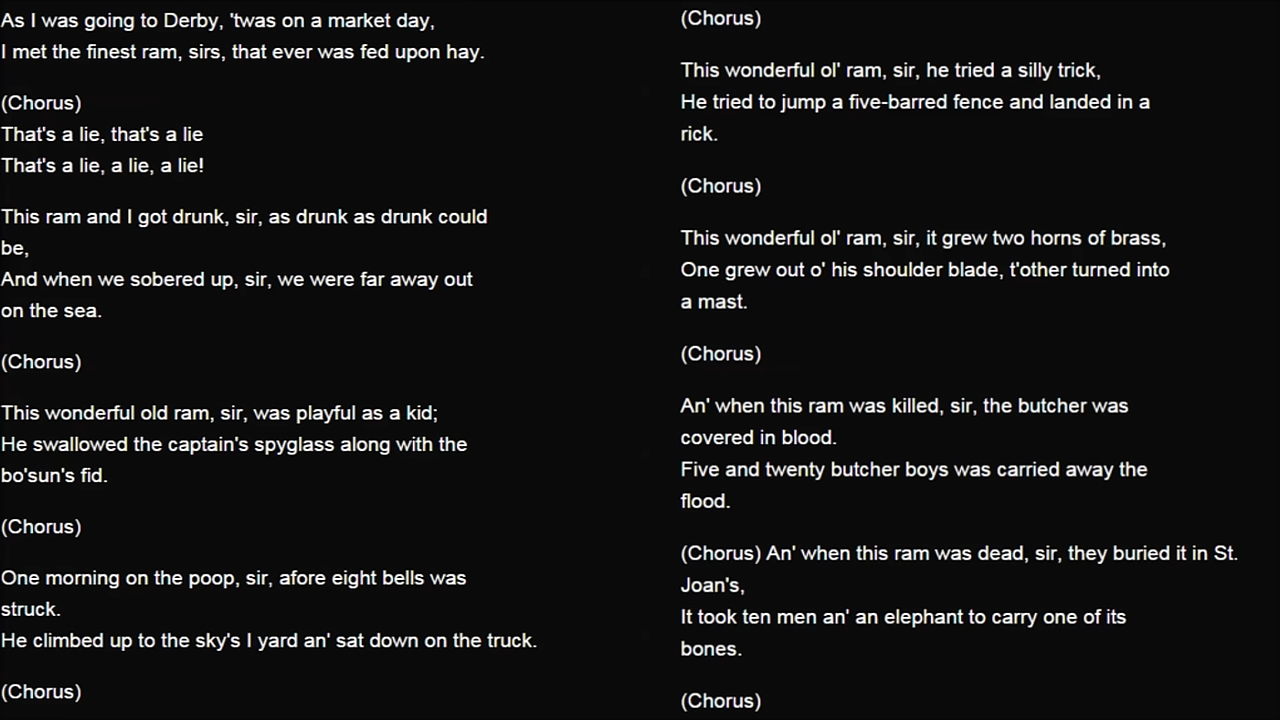 As I was going to Derby, 'twas on a market day,
I met the finest ram, sirs, that ever was fed upon hay.
(Chorus)
That's a lie, that's a lie
That's a lie, a lie, a lie!
This ram and I got drunk, sir, as drunk as drunk could
be,
And when we sobered up, sir, we were far away out
on the sea.
(Chorus)
This wonderful old ram, sir, was playful as a kid;
He swallowed the captain's spyglass along with the
bo'sun's fid.
(Chorus)
One morning on the poop, sir, afore eight bells was
struck.
He climbed up to the sky's I yard an' sat down on the truck.
(Chorus)
(Chorus)
This wonderful ol' ram, sir, he tried a silly trick,
He tried to jump a five-barred fence and landed in a
rick.
(Chorus)
This wonderful ol' ram, sir, it grew two horns of brass,
One grew out o' his shoulder blade, t'other turned into
a mast.
(Chorus)
An' when this ram was killed, sir, the butcher was
covered in blood.
Five and twenty butcher boys was carried away the
flood.
(Chorus) An' when this ram was dead, sir, they buried it in St.
Joan's,
It took ten men an' an elephant to carry one of its
bones.
(Chorus)